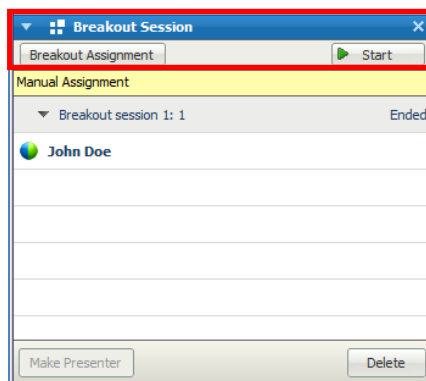 Breakout Session
Breakout Assignment Start
Manual Assignment
Breakout session 1: 1 Ended
John Doe
Make Presenter Delete